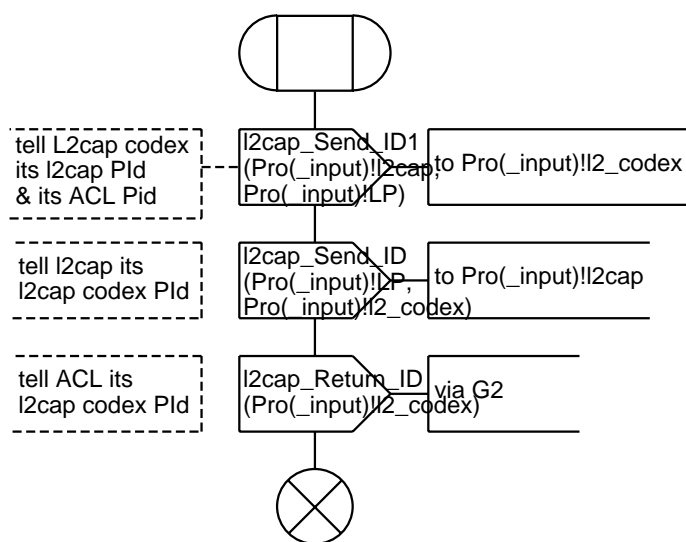 tell L2cap codex
its l2cap PId
& its ACL Pid
l2cap_Send_ID1
(Pro(_input)!l2cap,
Pro(_input)!LP)
to Pro(_input)!l2_codex
tell l2cap its
l2cap codex PId
l2cap_Send_ID
(Pro(_input)!LP,
Pro(_input)!l2_codex)
to Pro(_input)!l2cap
tell ACL its
l2cap codex PId
l2cap_Return_ID
(Pro(_input)!l2_codex)
via G2